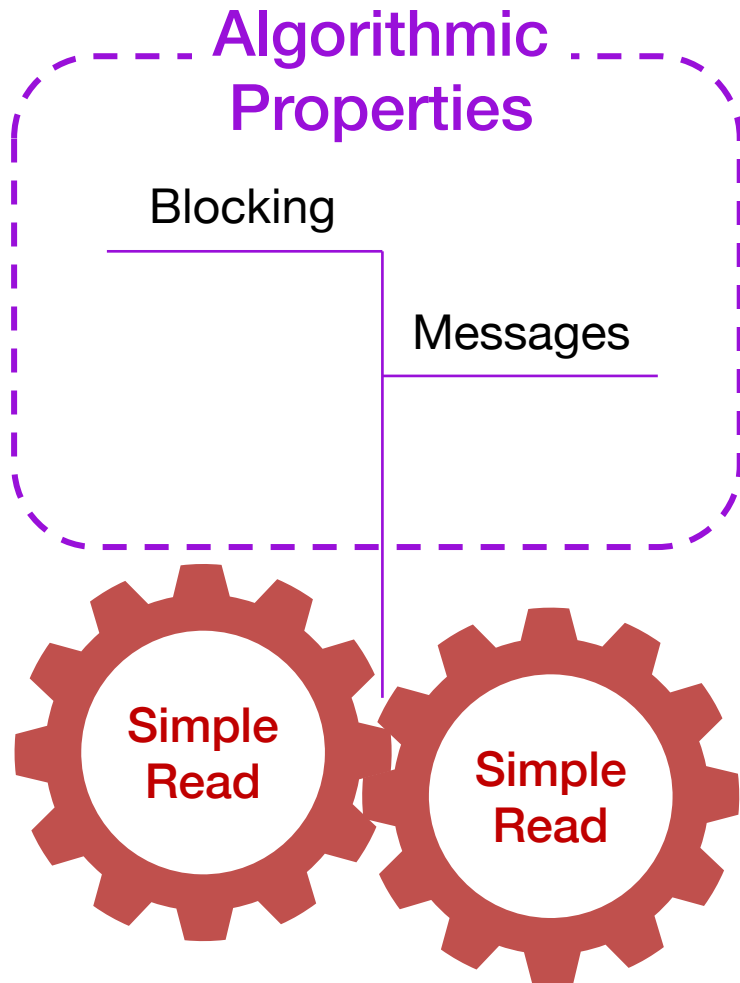 Algorithmic
Properties
Blocking
Messages
Simple
Read
Simple
Read